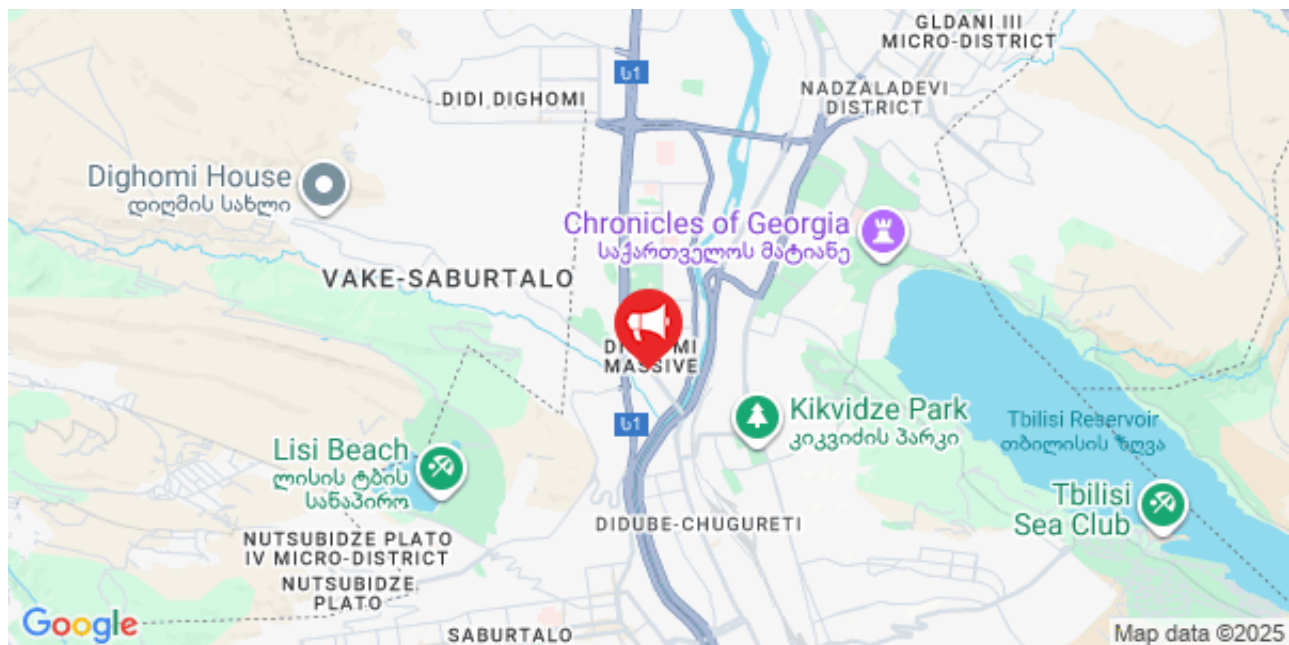 GLDANI III
MICRO-DISTRICT
ს1
DIDI DIGHOMI
NADZALADEVI
DISTRICT
Dighomi House
დიღმის სახლი
Chronicles of Georgia
საქართველოს მატიანე
VAKE-SABURTALO
MASSIVE
ს1
Kikvidze Park
კიკვიძის პარკი
Tbilisi Reservoir
თბილისის ზღვა
Lisi Beach
ლისის ტბის
სანაპირო
Tbilisi
Sea Club
DIDUBE-CHUGURETI
NUTSUBIDZE PLATO
IV MICRO-DISTRICT
NUTSUBIDZE
PLATO
SABURTALO
Google
Map data ©2025